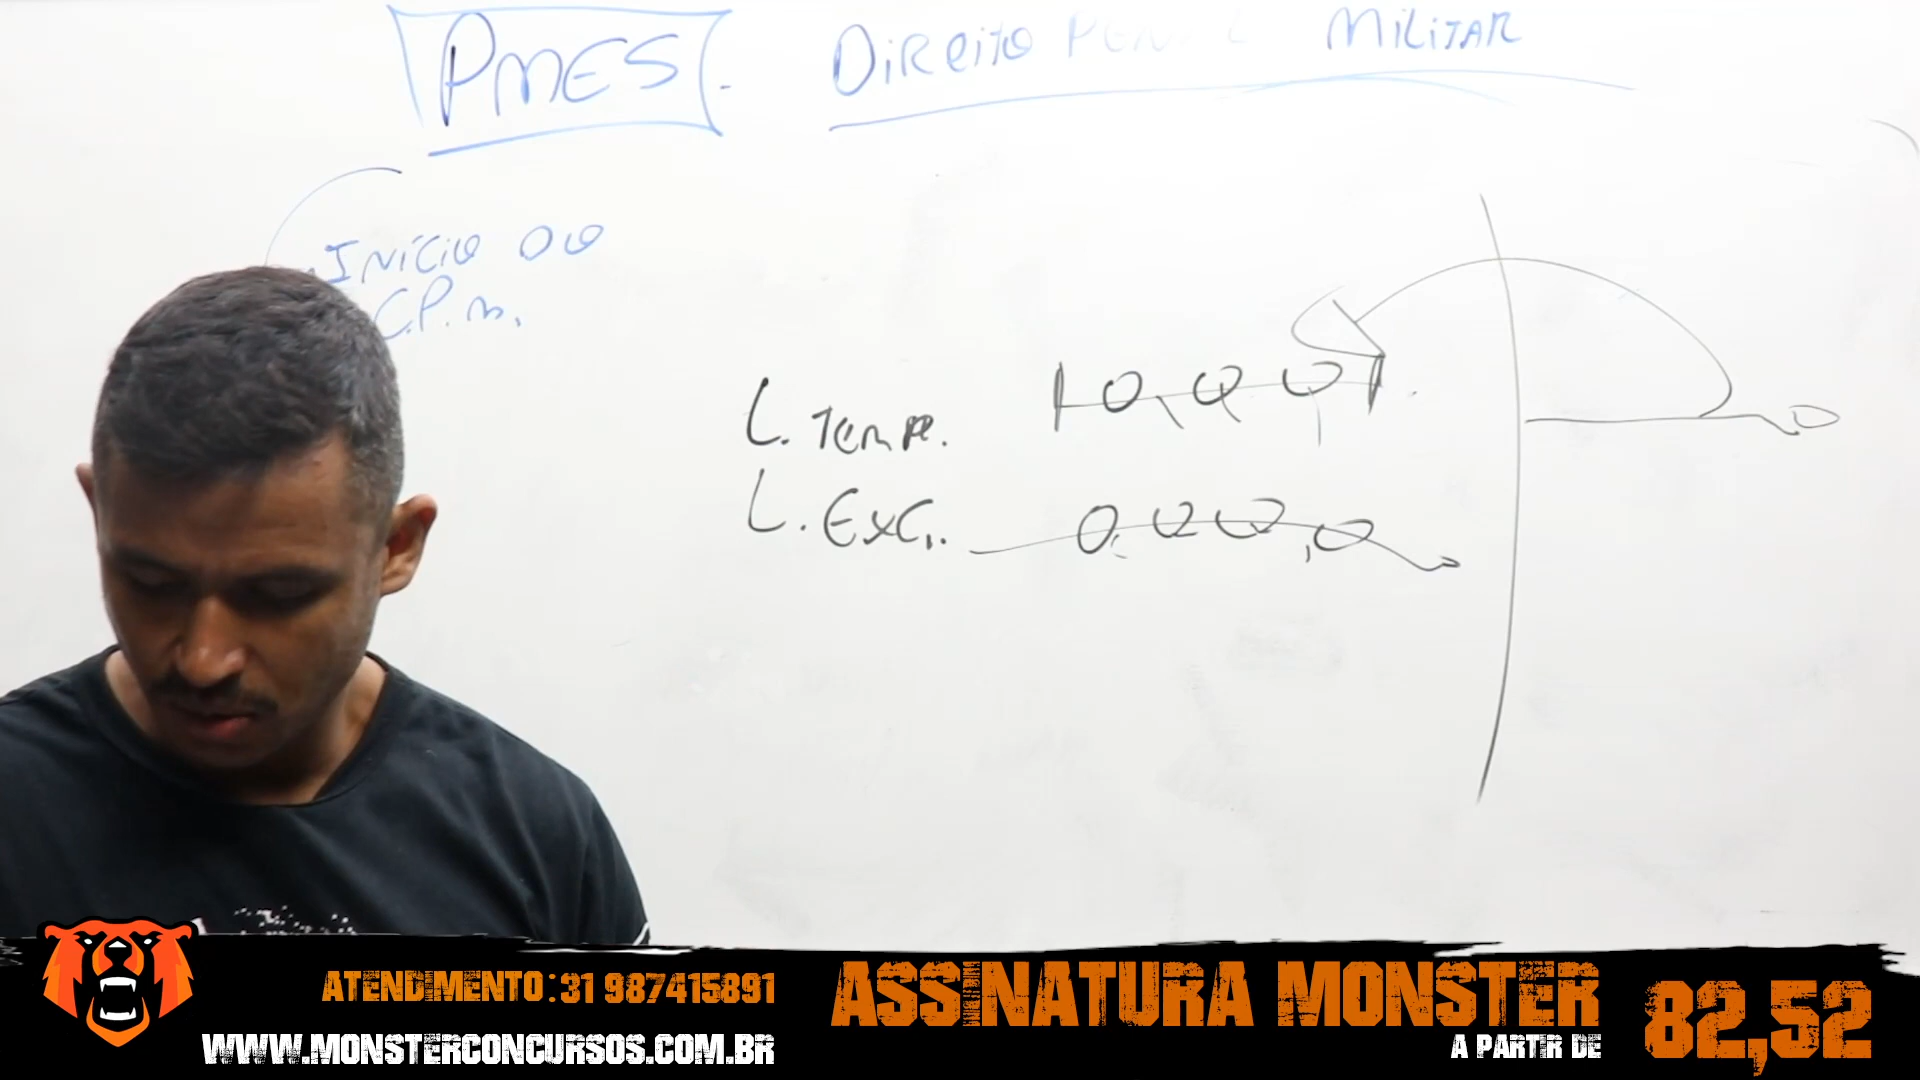 PMES.
DIREITO PENAL MILITAR
INÍCIO DO
C.P.M.
L. TEMP.
L. EXC.
ATENDIMENTO: 31 987415891
WWW.MONSTERCONCURSOS.COM.BR
ASSINATURA MONSTER
A PARTIR DE
82,52